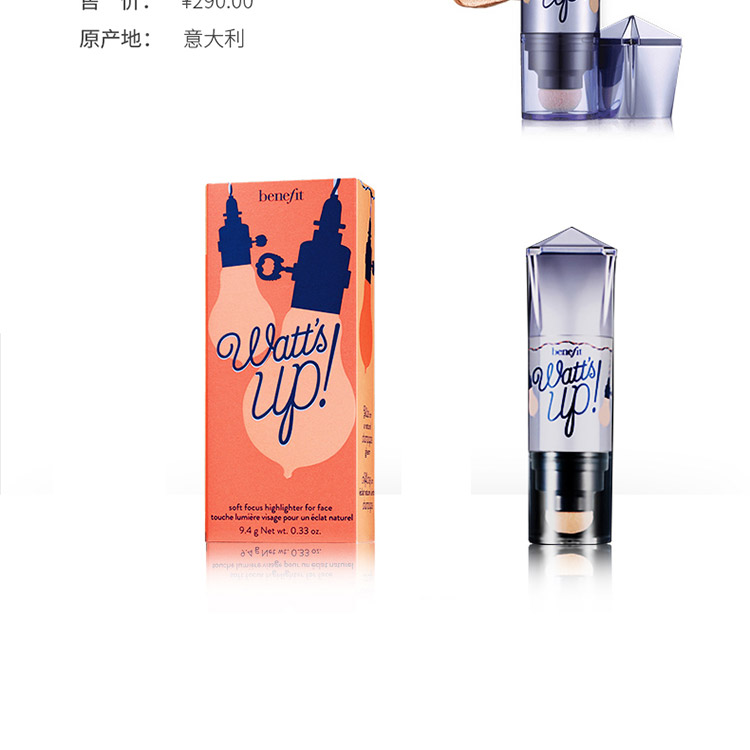 售 价： ¥290.00
原产地： 意大利
up!
benefit
Watt's
up!
soft focus highlighter for face
touche lumière visage pour un éclat naturel
9.4 g Net wt. 0.33 oz.
benefit
Watt's
up!